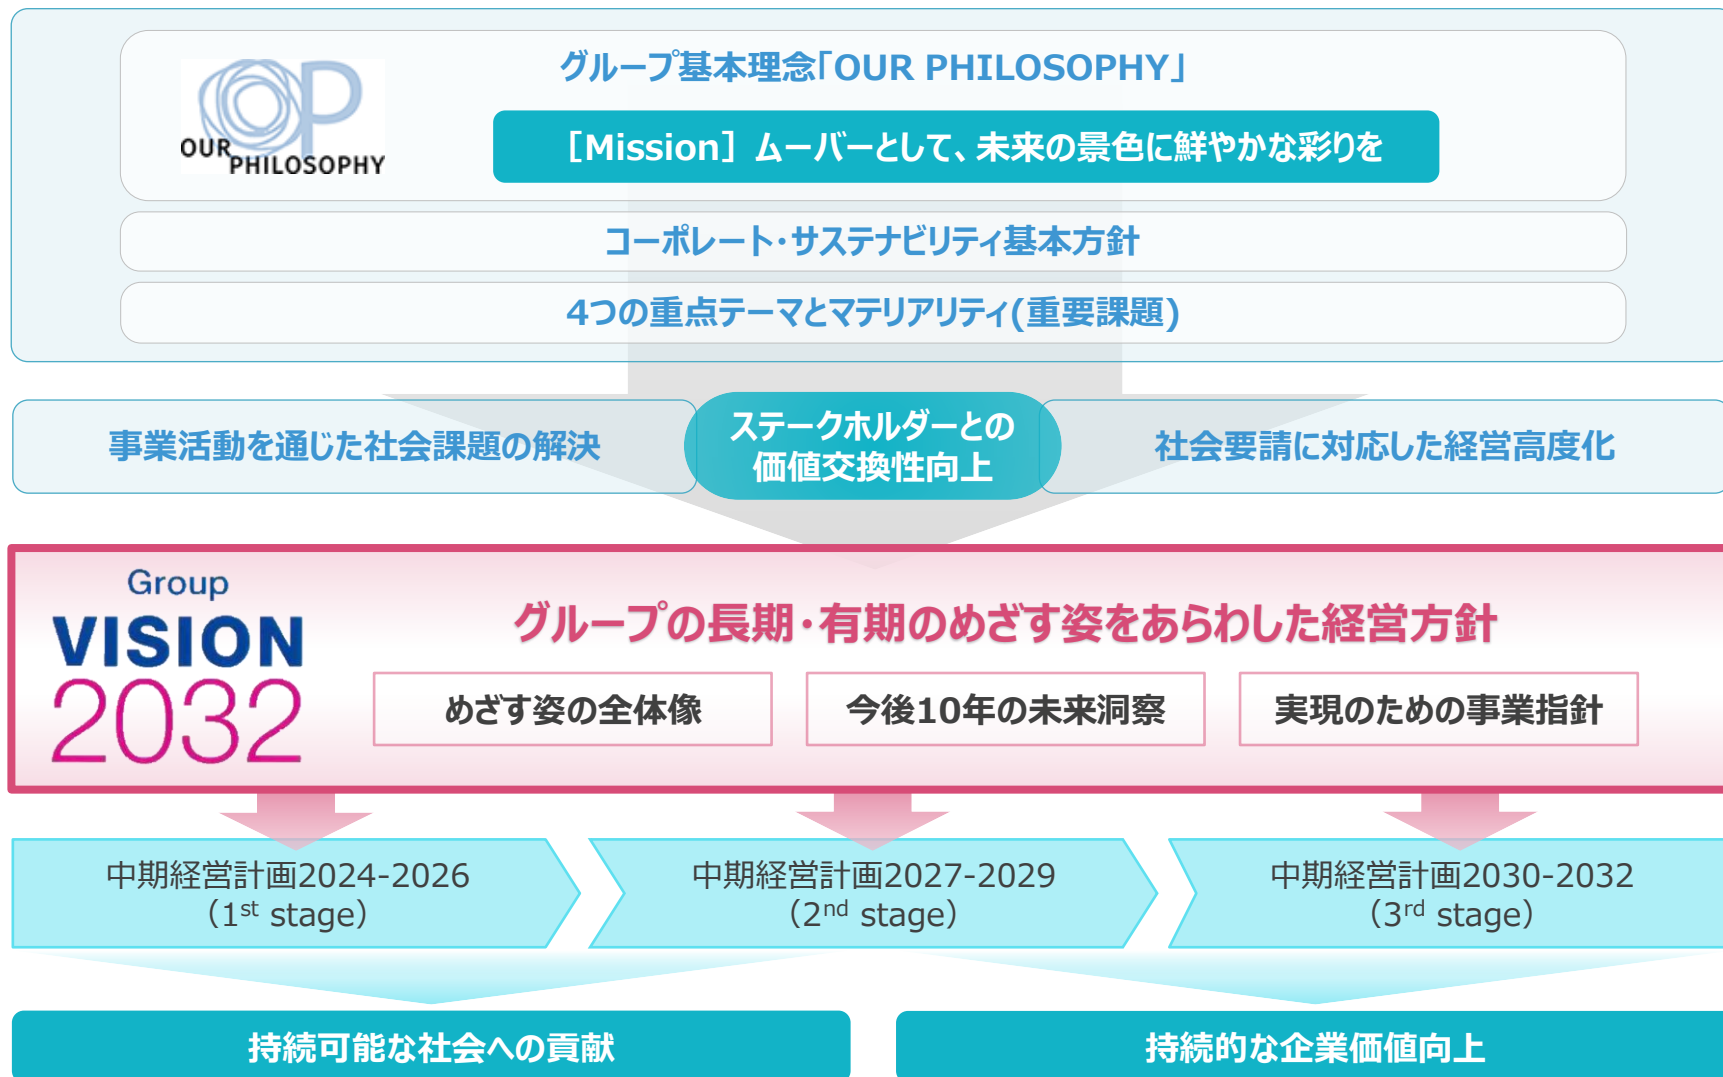 OUR PHILOSOPHY
グループ基本理念「OUR PHILOSOPHY」
［Mission］ムーバーとして、未来の景色に鮮やかな彩りを
コーポレート・サステナビリティ基本方針
4つの重点テーマとマテリアリティ(重要課題)
事業活動を通じた社会課題の解決
ステークホルダーとの
価値交換性向上
社会要請に対応した経営高度化
Group
VISION
2032
グループの長期・有期のめざす姿をあらわした経営方針
めざす姿の全体像
今後10年の未来洞察
実現のための事業指針
中期経営計画2024-2026
（1st stage）
中期経営計画2027-2029
（2nd stage）
中期経営計画2030-2032
（3rd stage）
持続可能な社会への貢献
持続的な企業価値向上